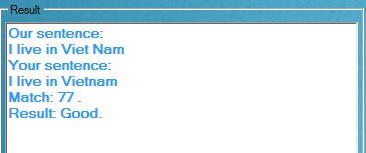 Result
Our sentence:
I live in Viet Nam
Your sentence:
I live in Vietnam
Match: 77 .
Result: Good.